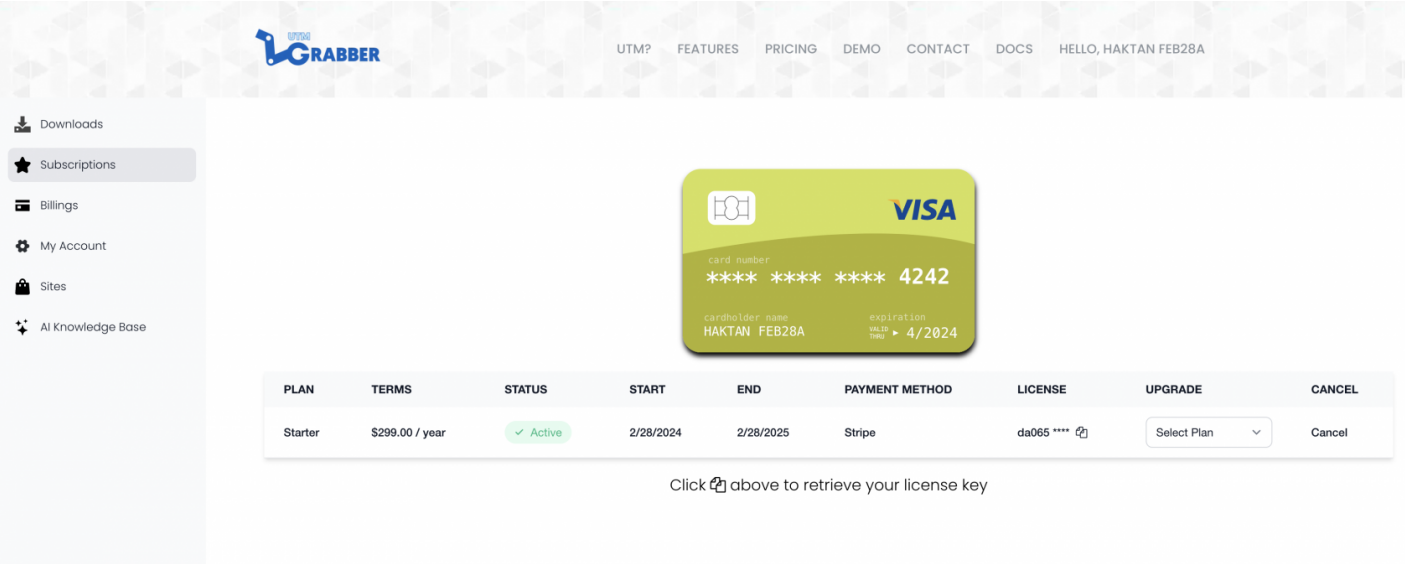 UTM
GRABBER
UTM? FEATURES PRICING DEMO CONTACT DOCS HELLO, HAKTAN FEB28A
Downloads
Subscriptions
Billings
My Account
Sites
AI Knowledge Base
VISA
card number
**** **** **** 4242
cardholder name expiration
HAKTAN FEB28A VALID THRU ▸ 4/2024
PLAN TERMS STATUS START END PAYMENT METHOD LICENSE UPGRADE CANCEL
Starter $299.00 / year ✓ Active 2/28/2024 2/28/2025 Stripe da065 **** Select Plan Cancel
Click above to retrieve your license key